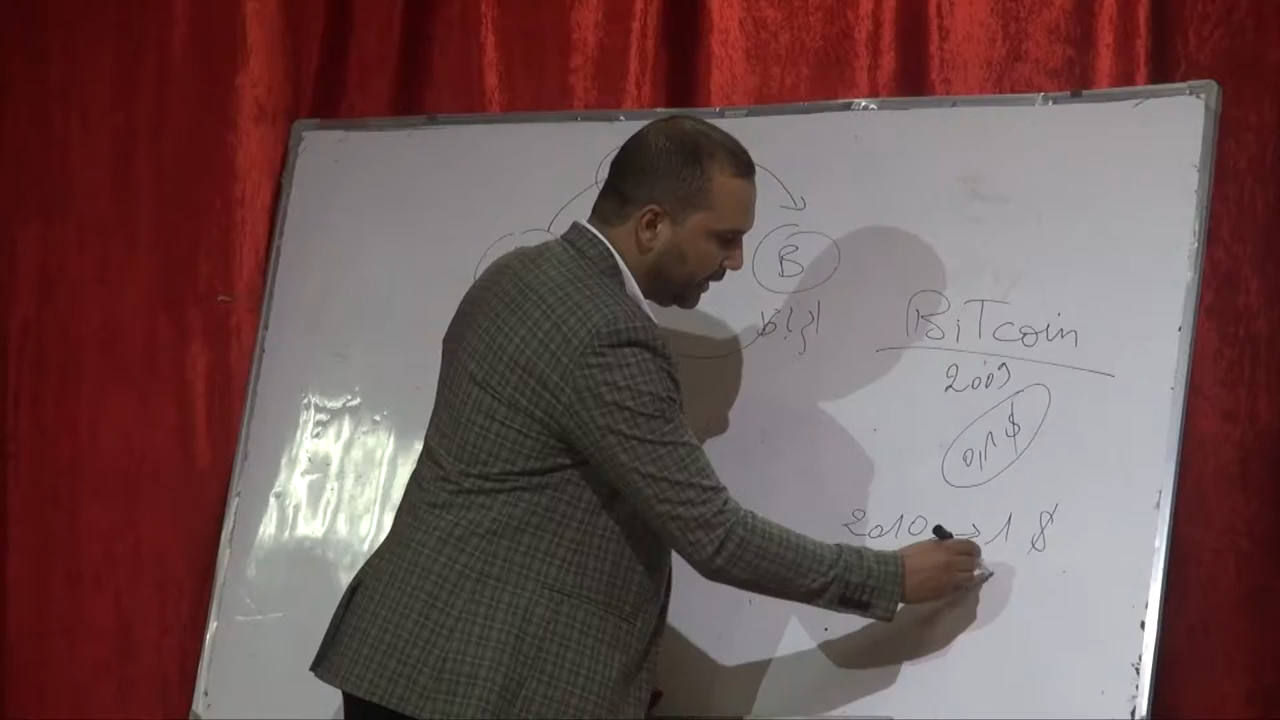 B
BiTcoin
2009
0,1 $
2010 → 1 $